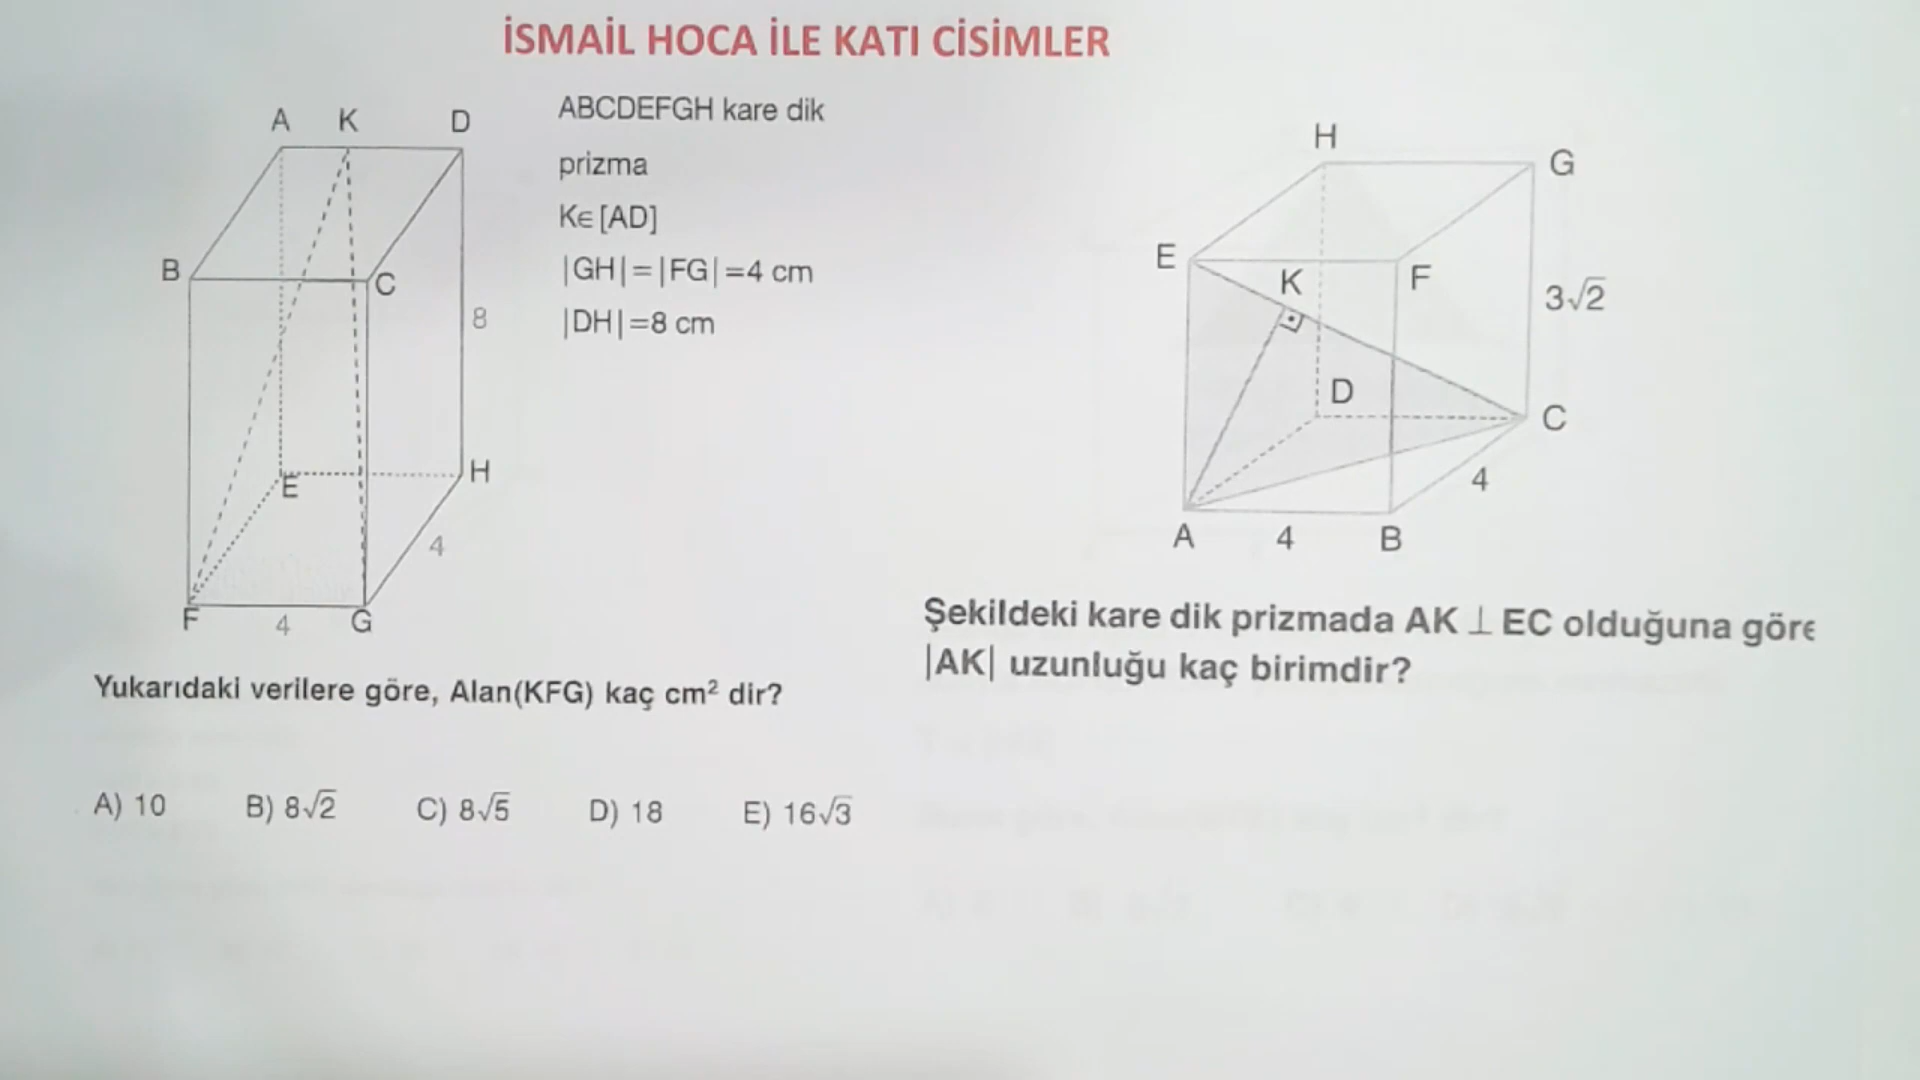 İSMAİL HOCA İLE KATI CİSİMLER
A K D
B C
8
E H
4
F 4 G
ABCDEFGH kare dik
prizma
K∈[AD]
|GH|=|FG|=4 cm
|DH|=8 cm
Yukarıdaki verilere göre, Alan(KFG) kaç cm² dir?
A) 10 B) 8√2 C) 8√5 D) 18 E) 16√3
H G
E K F
3√2
D C
4
A 4 B
Şekildeki kare dik prizmada AK ⊥ EC olduğuna göre
|AK| uzunluğu kaç birimdir?